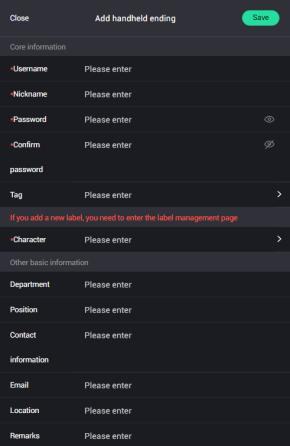 Close Add handheld ending Save
Core information
*Username Please enter
*Nickname Please enter
*Password Please enter
*Confirm Please enter
password
Tag Please enter
If you add a new label, you need to enter the label management page
*Character Please enter
Other basic information
Department Please enter
Position Please enter
Contact Please enter
information
Email Please enter
Location Please enter
Remarks Please enter